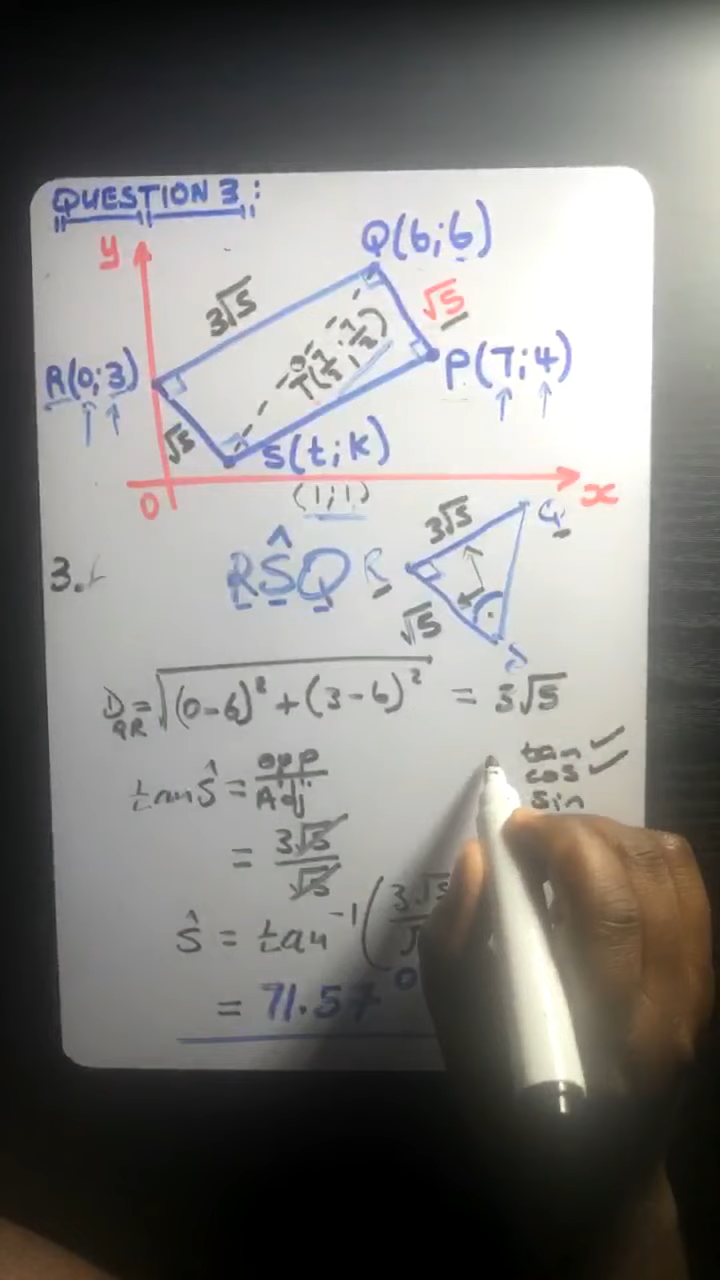 QUESTION 3:
y
Q(6;6)
3√5
√5
R(0;3)
T(7/2;7/2)
P(7;4)
√5
S(t;k)
0
(1;1)
x
3.
RŜQ
R
3√5
Q
√5
S
D QR = √(0-6)² + (3-6)² = 3√5
tan Ŝ = opp/Adj
tan ✓
cos ✓
sin
= 3√5/√5
Ŝ = tan⁻¹(3√5
= 71.57°